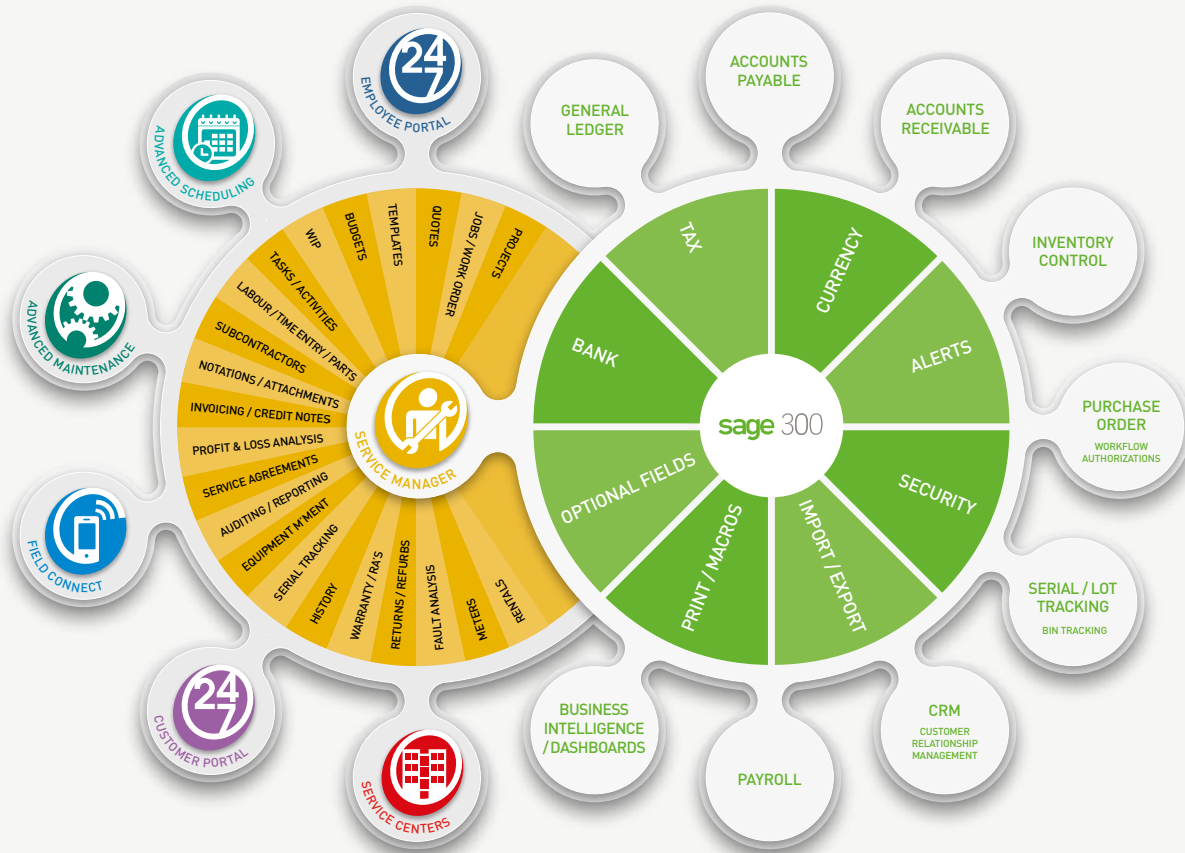 24
7
EMPLOYEE PORTAL
ADVANCED SCHEDULING
ADVANCED MAINTENANCE
FIELD CONNECT
24
7
CUSTOMER PORTAL
SERVICE CENTERS
PROJECTS
JOBS / WORK ORDER
QUOTES
TEMPLATES
BUDGETS
WIP
TASKS / ACTIVITIES
LABOUR / TIME ENTRY / PARTS
SUBCONTRACTORS
NOTATIONS / ATTACHMENTS
INVOICING / CREDIT NOTES
PROFIT & LOSS ANALYSIS
SERVICE AGREEMENTS
AUDITING / REPORTING
EQUIPMENT M'MENT
SERIAL TRACKING
HISTORY
WARRANTY / RA'S
RETURNS / REFURBS
FAULT ANALYSIS
METERS
RENTALS
SERVICE MANAGER
GENERAL
LEDGER
ACCOUNTS
PAYABLE
ACCOUNTS
RECEIVABLE
INVENTORY
CONTROL
PURCHASE
ORDER
WORKFLOW
AUTHORIZATIONS
SERIAL / LOT
TRACKING
BIN TRACKING
CRM
CUSTOMER
RELATIONSHIP
MANAGEMENT
PAYROLL
BUSINESS
INTELLIGENCE
/ DASHBOARDS
TAX
CURRENCY
ALERTS
SECURITY
IMPORT / EXPORT
PRINT / MACROS
OPTIONAL FIELDS
BANK
sage 300